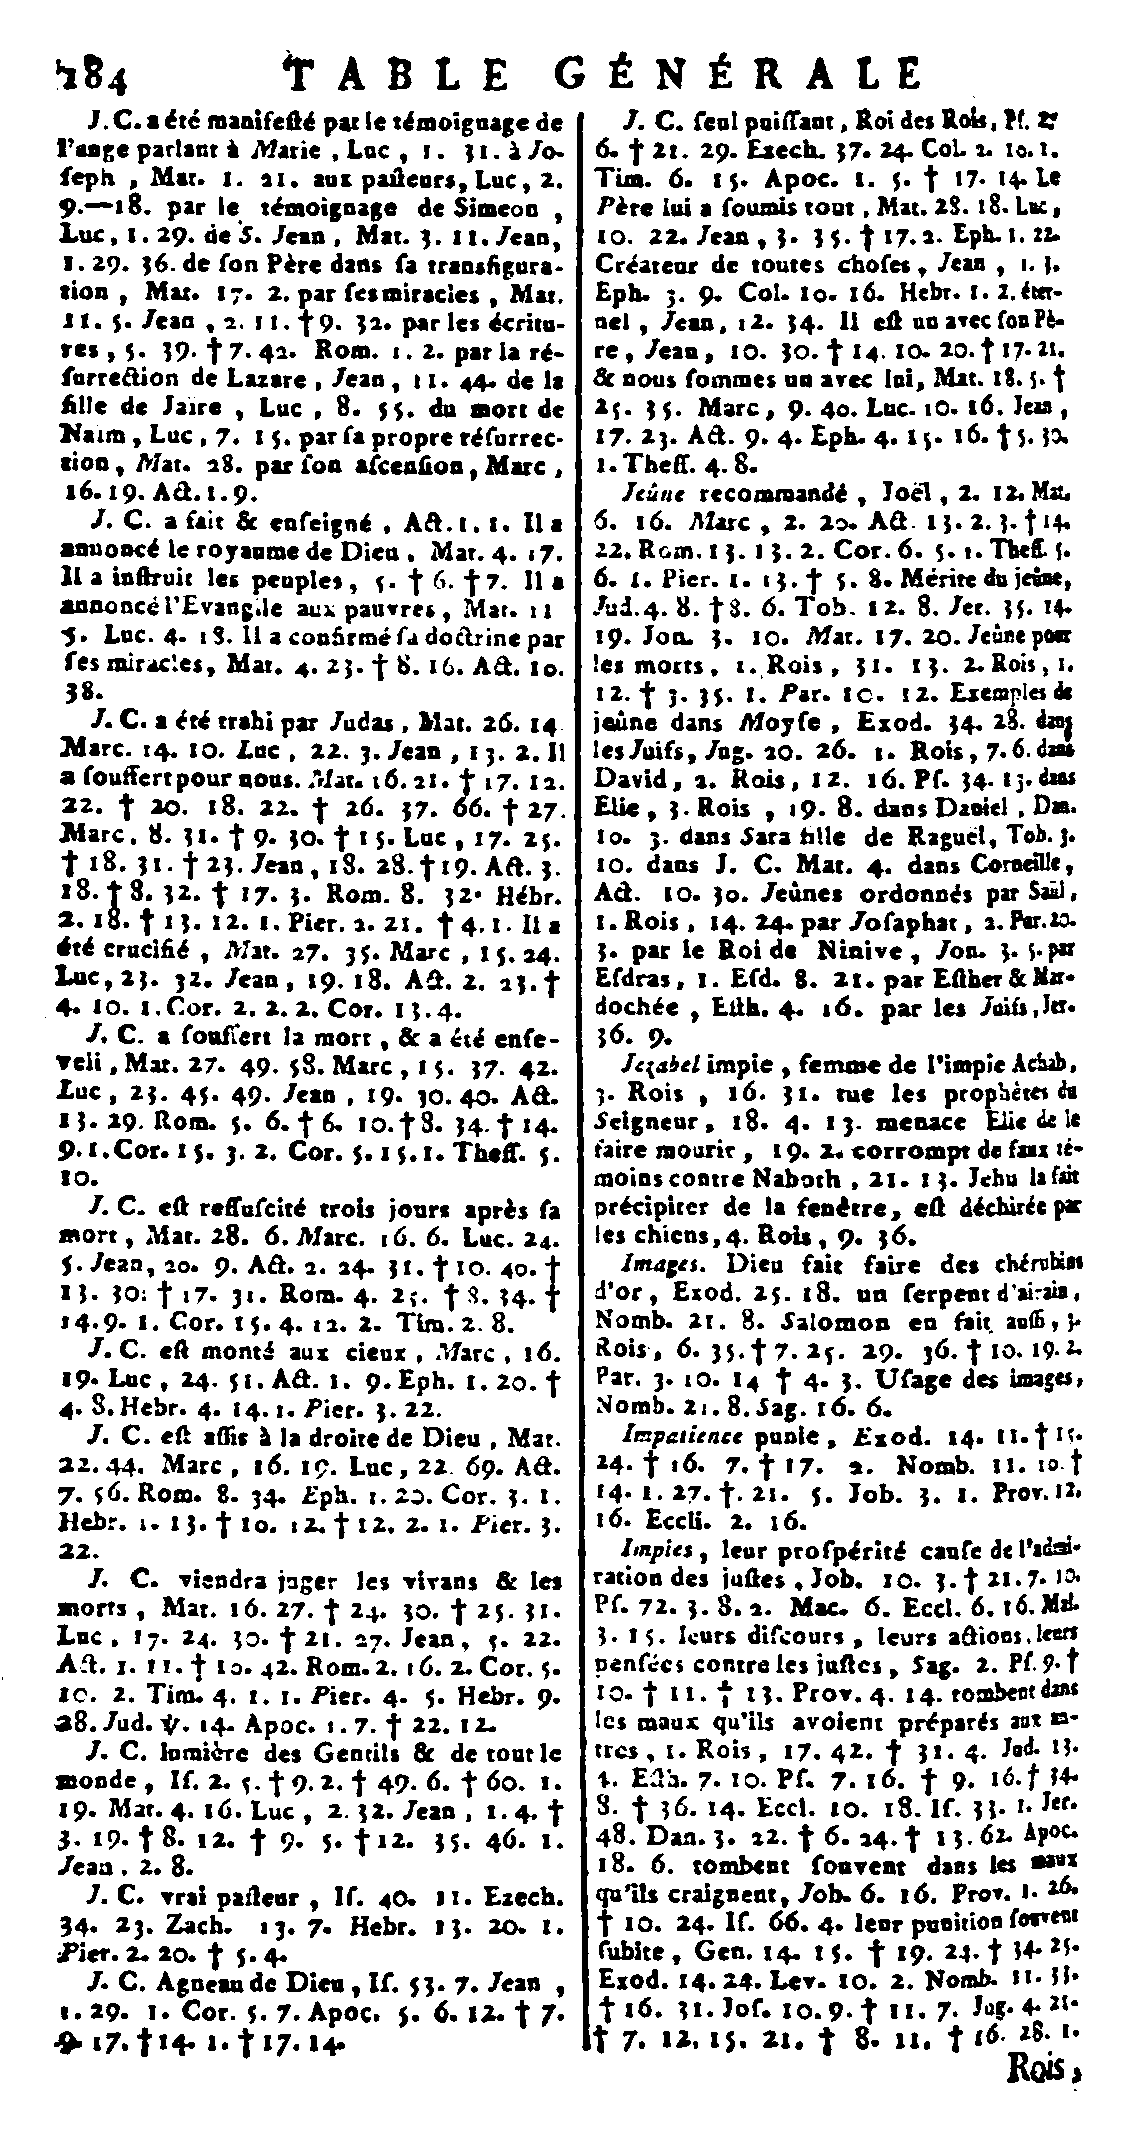 184 TABLE GÉNÉRALE
J. C. a été manifesté par le témoignage de
l'ange parlant à Marie, Luc, 1. 31. à Jo-
seph, Mat. 1. 21. aux pasteurs, Luc, 2.
9.—18. par le témoignage de Simeon,
Luc, 1. 29. de S. Jean, Mat. 3. 11. Jean,
1. 29. 36. de son Père dans sa transfigura-
tion, Mat. 17. 2. par ses miracles, Mat.
11. 5. Jean, 2. 11. † 9. 32. par les écritu-
res, 5. 39. † 7. 42. Rom. 1. 2. par la ré-
surrection de Lazare, Jean, 11. 44. de la
fille de Jaire, Luc, 8. 55. du mort de
Naim, Luc, 7. 15. par sa propre résurrec-
tion, Mat. 28. par son ascension, Marc,
16. 19. Act. 1. 9.
J. C. a fait & enseigné, Act. 1. 1. Il a
annoncé le royaume de Dieu, Mat. 4. 17.
Il a instruit les peuples, 5. † 6. † 7. Il a
annoncé l'Evangile aux pauvres, Mat. 11
5. Luc. 4. 18. Il a confirmé sa doctrine par
ses miracles, Mat. 4. 23. † 8. 16. Act. 10.
38.
J. C. a été trahi par Judas, Mat. 26. 14
Marc. 14. 10. Luc, 22. 3. Jean, 13. 2. Il
a souffert pour nous. Mat. 16. 21. † 17. 12.
22. † 20. 18. 22. † 26. 37. 66. † 27.
Marc. 8. 31. † 9. 30. † 15. Luc, 17. 25.
† 18. 31. † 23. Jean, 18. 28. † 19. Act. 3.
18. † 8. 32. † 17. 3. Rom. 8. 32. Hébr.
2. 18. † 13. 12. 1. Pier. 2. 21. † 4. 1. Il a
été crucifié, Mat. 27. 35. Marc, 15. 24.
Luc, 23. 32. Jean, 19. 18. Act. 2. 23. †
4. 10. 1. Cor. 2. 2. 2. Cor. 13. 4.
J. C. a souffert la mort, & a été ense-
veli, Mat. 27. 49. 58. Marc, 15. 37. 42.
Luc, 23. 45. 49. Jean, 19. 30. 40. Act.
13. 29. Rom. 5. 6. † 6. 10. † 8. 34. † 14.
9. 1. Cor. 15. 3. 2. Cor. 5. 15. 1. Thess. 5.
10.
J. C. est ressuscité trois jours après sa
mort, Mat. 28. 6. Marc. 16. 6. Luc. 24.
5. Jean, 20. 9. Act. 2. 24. 31. † 10. 40. †
13. 30. † 17. 31. Rom. 4. 25. † 8. 34. †
14. 9. 1. Cor. 15. 4. 12. 2. Tim. 2. 8.
J. C. est monté aux cieux, Marc, 16.
19. Luc, 24. 51. Act. 1. 9. Eph. 1. 20. †
4. 8. Hebr. 4. 14. 1. Pier. 3. 22.
J. C. est assis à la droite de Dieu, Mat.
22. 44. Marc, 16. 19. Luc, 22. 69. Act.
7. 56. Rom. 8. 34. Eph. 1. 20. Cor. 3. 1.
Hebr. 1. 13. † 10. 12. † 12. 2. 1. Pier. 3.
22.
J. C. viendra juger les vivans & les
morts, Mat. 16. 27. † 24. 30. † 25. 31.
Luc, 17. 24. 30. † 21. 27. Jean, 5. 22.
Act. 1. 11. † 10. 42. Rom. 2. 16. 2. Cor. 5.
10. 2. Tim. 4. 1. 1. Pier. 4. 5. Hebr. 9.
28. Jud. ℣. 14. Apoc. 1. 7. † 22. 12.
J. C. lumière des Gentils & de tout le
monde, Is. 2. 5. † 9. 2. † 49. 6. † 60. 1.
19. Mat. 4. 16. Luc, 2. 32. Jean, 1. 4. †
3. 19. † 8. 12. † 9. 5. † 12. 35. 46. 1.
Jean. 2. 8.
J. C. vrai pasteur, Is. 40. 11. Ezech.
34. 23. Zach. 13. 7. Hebr. 13. 20. 1.
Pier. 2. 20. † 5. 4.
J. C. Agneau de Dieu, Is. 53. 7. Jean,
1. 29. 1. Cor. 5. 7. Apoc. 5. 6. 12. † 7.
9. 17. † 14. 1. † 17. 14.
J. C. seul puissant, Roi des Rois, Ps. 2.
6. † 21. 29. Ezech. 37. 24. Col. 2. 10. 1.
Tim. 6. 15. Apoc. 1. 5. † 17. 14. Le
Père lui a soumis tout, Mat. 28. 18. Luc,
10. 22. Jean, 3. 35. † 17. 2. Eph. 1. 22.
Créateur de toutes choses, Jean, 1. 3.
Eph. 3. 9. Col. 10. 16. Hebr. 1. 2. éter-
nel, Jean, 12. 34. Il est un avec son Pè-
re, Jean, 10. 30. † 14. 10. 20. † 17. 21.
& nous sommes un avec lui, Mat. 18. 5. †
25. 35. Marc, 9. 40. Luc. 10. 16. Jean,
17. 23. Act. 9. 4. Eph. 4. 15. 16. † 5. 30.
1. Thess. 4. 8.
Jeûne recommandé, Joël, 2. 12. Mat.
6. 16. Marc, 2. 20. Act. 13. 2. 3. † 14.
22. Rom. 13. 13. 2. Cor. 6. 5. 1. Thess. 5.
6. 1. Pier. 1. 13. † 5. 8. Mérite du jeûne,
Jud. 4. 8. † 8. 6. Tob. 12. 8. Jer. 35. 14.
19. Jon. 3. 10. Mat. 17. 20. Jeûne pour
les morts, 1. Rois, 31. 13. 2. Rois, 1.
12. † 3. 35. 1. Par. 10. 12. Exemples de
jeûne dans Moyse, Exod. 34. 28. dans
les Juifs, Jug. 20. 26. 1. Rois, 7. 6. dans
David, 2. Rois, 12. 16. Ps. 34. 13. dans
Elie, 3. Rois, 19. 8. dans Daniel, Dan.
10. 3. dans Sara fille de Raguël, Tob. 3.
10. dans J. C. Mat. 4. dans Corneille,
Act. 10. 30. Jeûnes ordonnés par Saül,
1. Rois, 14. 24. par Josaphat, 2. Par. 20.
3. par le Roi de Ninive, Jon. 3. 5. par
Esdras, 1. Esd. 8. 21. par Esther & Mar-
dochée, Esth. 4. 16. par les Juifs, Jer.
36. 9.
Jezabel impie, femme de l'impie Achab,
3. Rois, 16. 31. tue les prophètes du
Seigneur, 18. 4. 13. menace Elie de le
faire mourir, 19. 2. corrompt de faux té-
moins contre Naboth, 21. 13. Jehu la fait
précipiter de la fenêtre, est déchirée par
les chiens, 4. Rois, 9. 36.
Images. Dieu fait faire des chérubins
d'or, Exod. 25. 18. un serpent d'airain,
Nomb. 21. 8. Salomon en fait aussi, 3.
Rois, 6. 35. † 7. 25. 29. 36. † 10. 19. 2.
Par. 3. 10. 14 † 4. 3. Usage des images,
Nomb. 21. 8. Sag. 16. 6.
Impatience punie, Exod. 14. 11. † 15.
24. † 16. 7. † 17. 2. Nomb. 11. 10. †
14. 1. 27. †. 21. 5. Job. 3. 1. Prov. 12.
16. Eccli. 2. 16.
Impies, leur prospérité cause de l'admi-
ration des justes, Job. 10. 3. † 21. 7. 10.
Ps. 72. 3. 8. 2. Mac. 6. Eccl. 6. 16. Mal.
3. 15. leurs discours, leurs actions, leurs
pensées contre les justes, Sag. 2. Ps. 9. †
10. † 11. † 13. Prov. 4. 14. tombent dans
les maux qu'ils avoient préparés aux au-
tres, 1. Rois, 17. 42. † 31. 4. Jud. 13.
1. Esth. 7. 10. Ps. 7. 16. † 9. 16. † 34.
8. † 36. 14. Eccl. 10. 18. Is. 33. 1. Jer.
48. Dan. 3. 22. † 6. 24. † 13. 62. Apoc.
18. 6. tombent souvent dans les maux
qu'ils craignent, Job. 6. 16. Prov. 1. 26.
† 10. 24. Is. 66. 4. leur punition souvent
subite, Gen. 14. 15. † 19. 24. † 34. 25.
Exod. 14. 24. Lev. 10. 2. Nomb. 11. 33.
† 16. 31. Jos. 10. 9. † 11. 7. Jug. 4. 21.
† 7. 12. 15. 21. † 8. 11. † 16. 28. 1.
Rois,